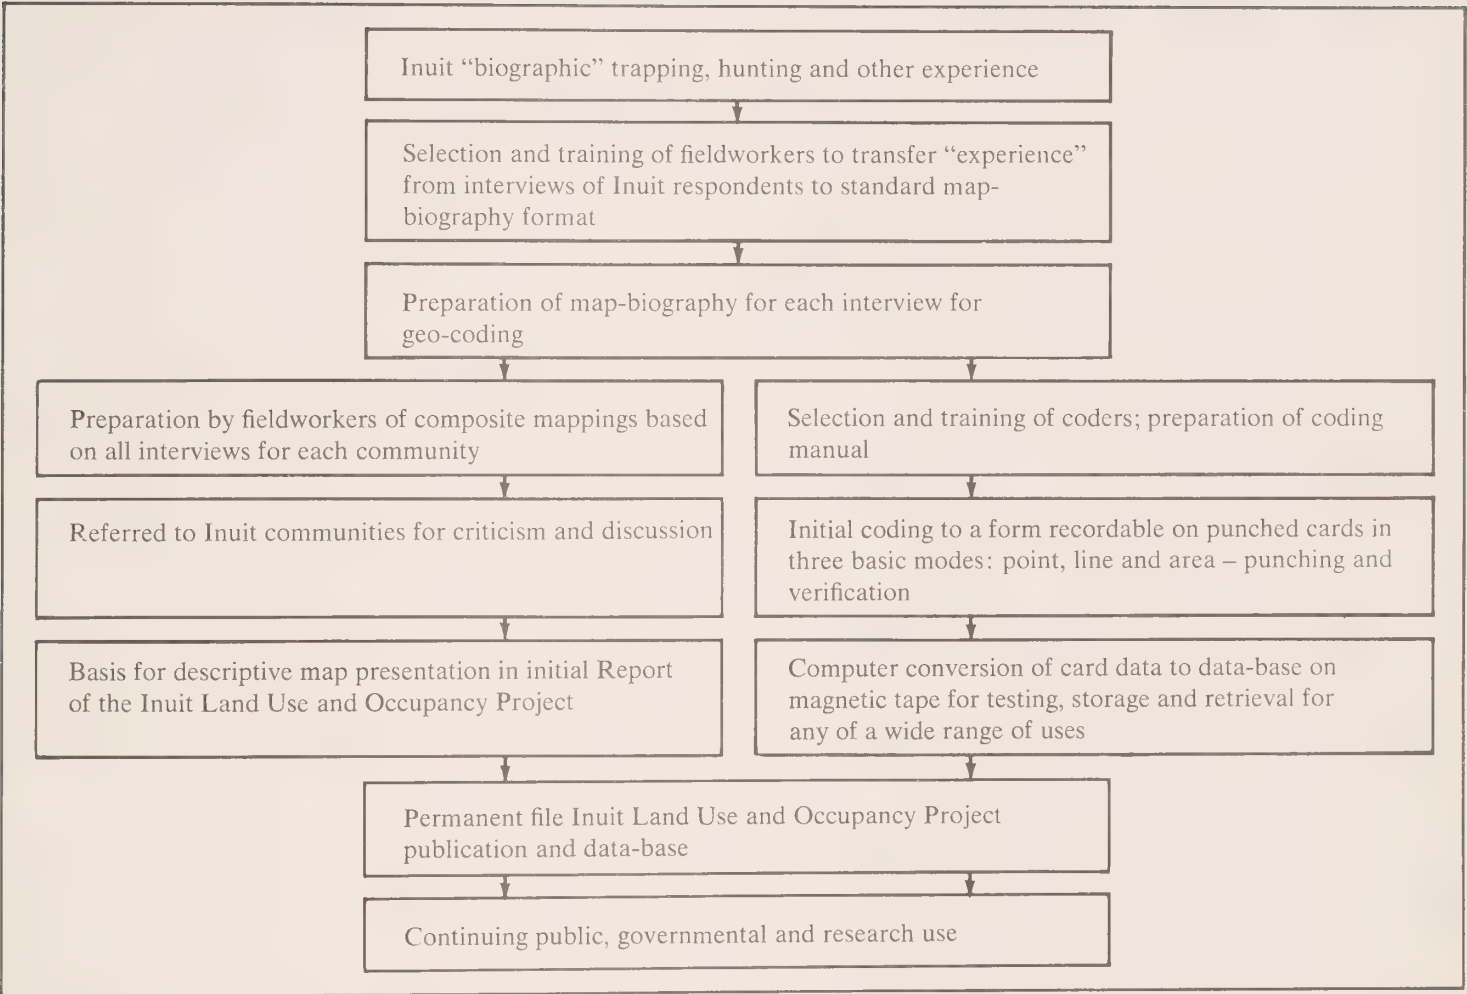 Inuit “biographic” trapping, hunting and other experience
Selection and training of fieldworkers to transfer “experience”
from interviews of Inuit respondents to standard map-
biography format
Preparation of map-biography for each interview for
geo-coding
Preparation by fieldworkers of composite mappings based
on all interviews for each community
Referred to Inuit communities for criticism and discussion
Basis for descriptive map presentation in initial Report
of the Inuit Land Use and Occupancy Project
Selection and training of coders; preparation of coding
manual
Initial coding to a form recordable on punched cards in
three basic modes: point, line and area – punching and
verification
Computer conversion of card data to data-base on
magnetic tape for testing, storage and retrieval for
any of a wide range of uses
Permanent file Inuit Land Use and Occupancy Project
publication and data-base
Continuing public, governmental and research use